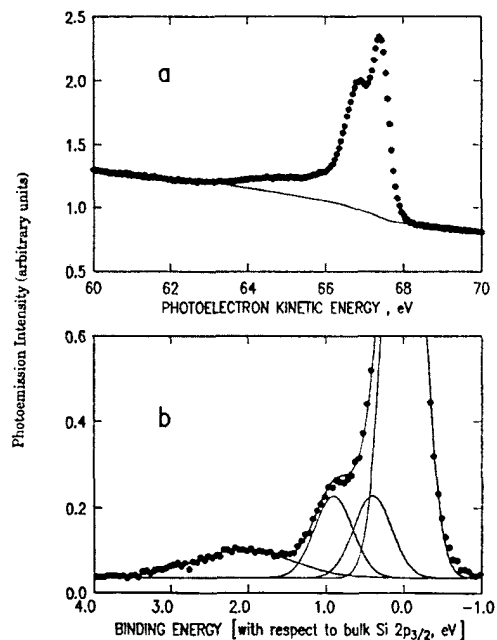 Photoemission Intensity (arbitrary units)
a
2.5
2.0
1.5
1.0
0.5
60 62 64 66 68 70
PHOTOELECTRON KINETIC ENERGY , eV
b
0.6
0.4
0.2
0.0
4.0 3.0 2.0 1.0 0.0 -1.0
BINDING ENERGY [with respect to bulk Si 2p3/2, eV]